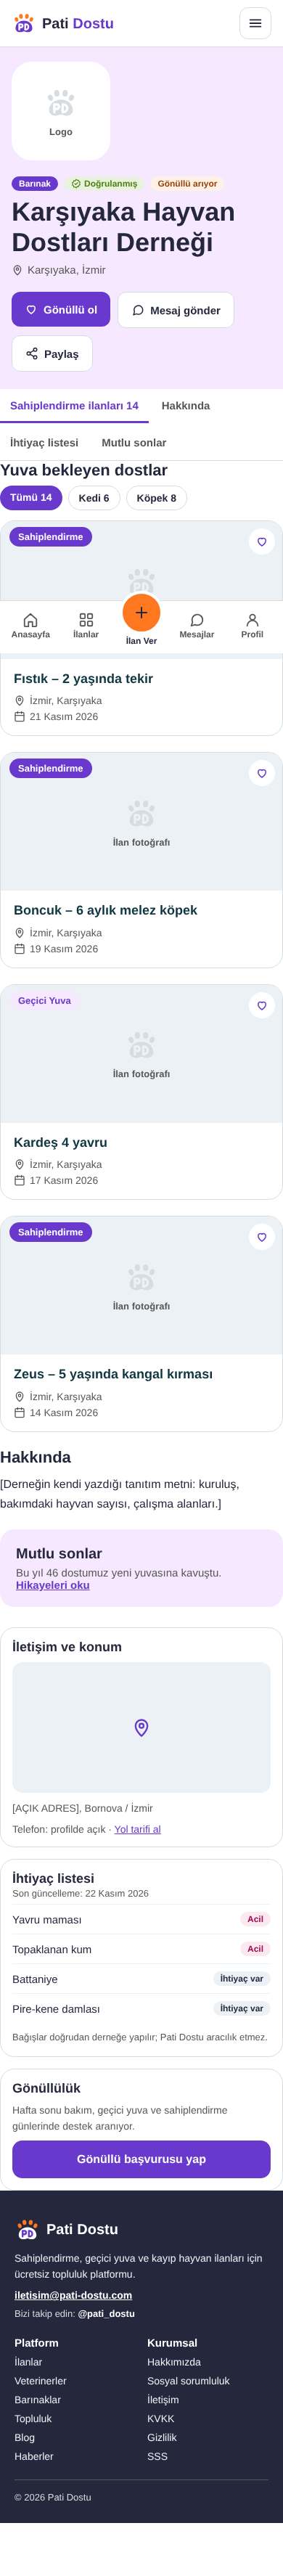 Pati Dostu
Logo
Barınak
Doğrulanmış
Gönüllü arıyor
Karşıyaka Hayvan
Dostları Derneği
Karşıyaka, İzmir
Gönüllü ol
Mesaj gönder
Paylaş
Sahiplendirme ilanları 14
Hakkında
İhtiyaç listesi
Mutlu sonlar
Yuva bekleyen dostlar
Tümü 14
Kedi 6
Köpek 8
Sahiplendirme
PD
Anasayfa
İlanlar
İlan Ver
Mesajlar
Profil
Fıstık – 2 yaşında tekir
İzmir, Karşıyaka
21 Kasım 2026
Sahiplendirme
PD
İlan fotoğrafı
Boncuk – 6 aylık melez köpek
İzmir, Karşıyaka
19 Kasım 2026
Geçici Yuva
PD
İlan fotoğrafı
Kardeş 4 yavru
İzmir, Karşıyaka
17 Kasım 2026
Sahiplendirme
PD
İlan fotoğrafı
Zeus – 5 yaşında kangal kırması
İzmir, Karşıyaka
14 Kasım 2026
Hakkında
[Derneğin kendi yazdığı tanıtım metni: kuruluş,
bakımdaki hayvan sayısı, çalışma alanları.]
Mutlu sonlar
Bu yıl 46 dostumuz yeni yuvasına kavuştu.
Hikayeleri oku
İletişim ve konum
[AÇIK ADRES], Bornova / İzmir
Telefon: profilde açık · Yol tarifi al
İhtiyaç listesi
Son güncelleme: 22 Kasım 2026
Yavru maması
Acil
Topaklanan kum
Acil
Battaniye
İhtiyaç var
Pire-kene damlası
İhtiyaç var
Bağışlar doğrudan derneğe yapılır; Pati Dostu aracılık etmez.
Gönüllülük
Hafta sonu bakım, geçici yuva ve sahiplendirme
günlerinde destek aranıyor.
Gönüllü başvurusu yap
PD
Pati Dostu
Sahiplendirme, geçici yuva ve kayıp hayvan ilanları için
ücretsiz topluluk platformu.
iletisim@pati-dostu.com
Bizi takip edin: @pati_dostu
Platform
İlanlar
Veterinerler
Barınaklar
Topluluk
Blog
Haberler
Kurumsal
Hakkımızda
Sosyal sorumluluk
İletişim
KVKK
Gizlilik
SSS
© 2026 Pati Dostu